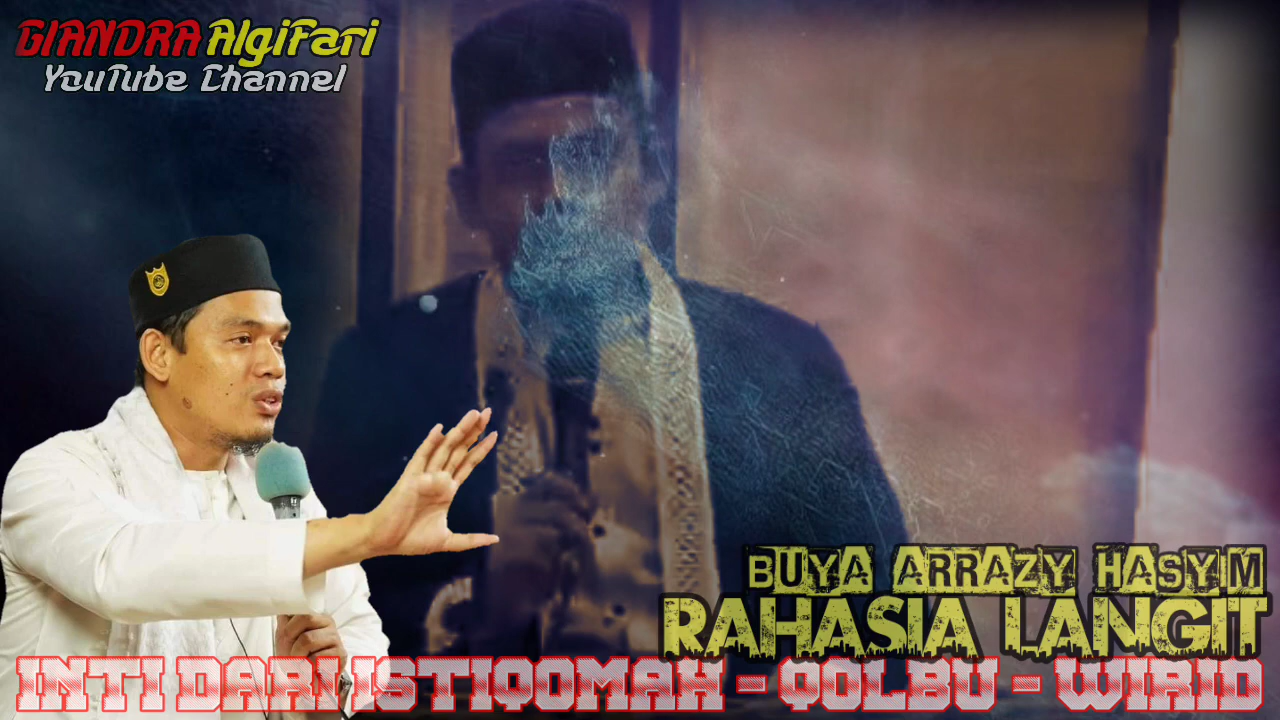 GIANDRA AlgiFari
YouTube Channel
BUYA ARRAZY HASYIM
RAHASIA LANGIT
INTI DARI ISTIQOMAH - QOLBU - WIRID